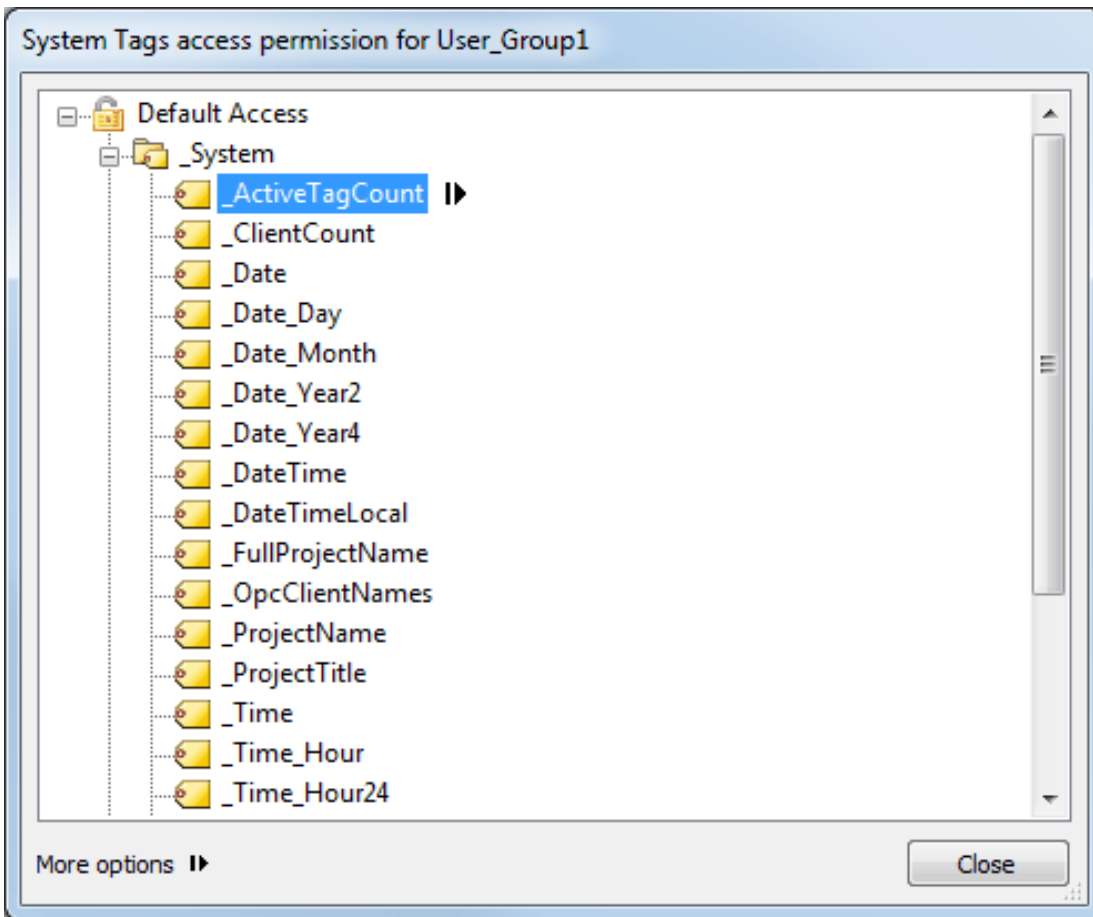 System Tags access permission for User_Group1
Default Access
_System
_ActiveTagCount
_ClientCount
_Date
_Date_Day
_Date_Month
_Date_Year2
_Date_Year4
_DateTime
_DateTimeLocal
_FullProjectName
_OpcClientNames
_ProjectName
_ProjectTitle
_Time
_Time_Hour
_Time_Hour24
More options
Close